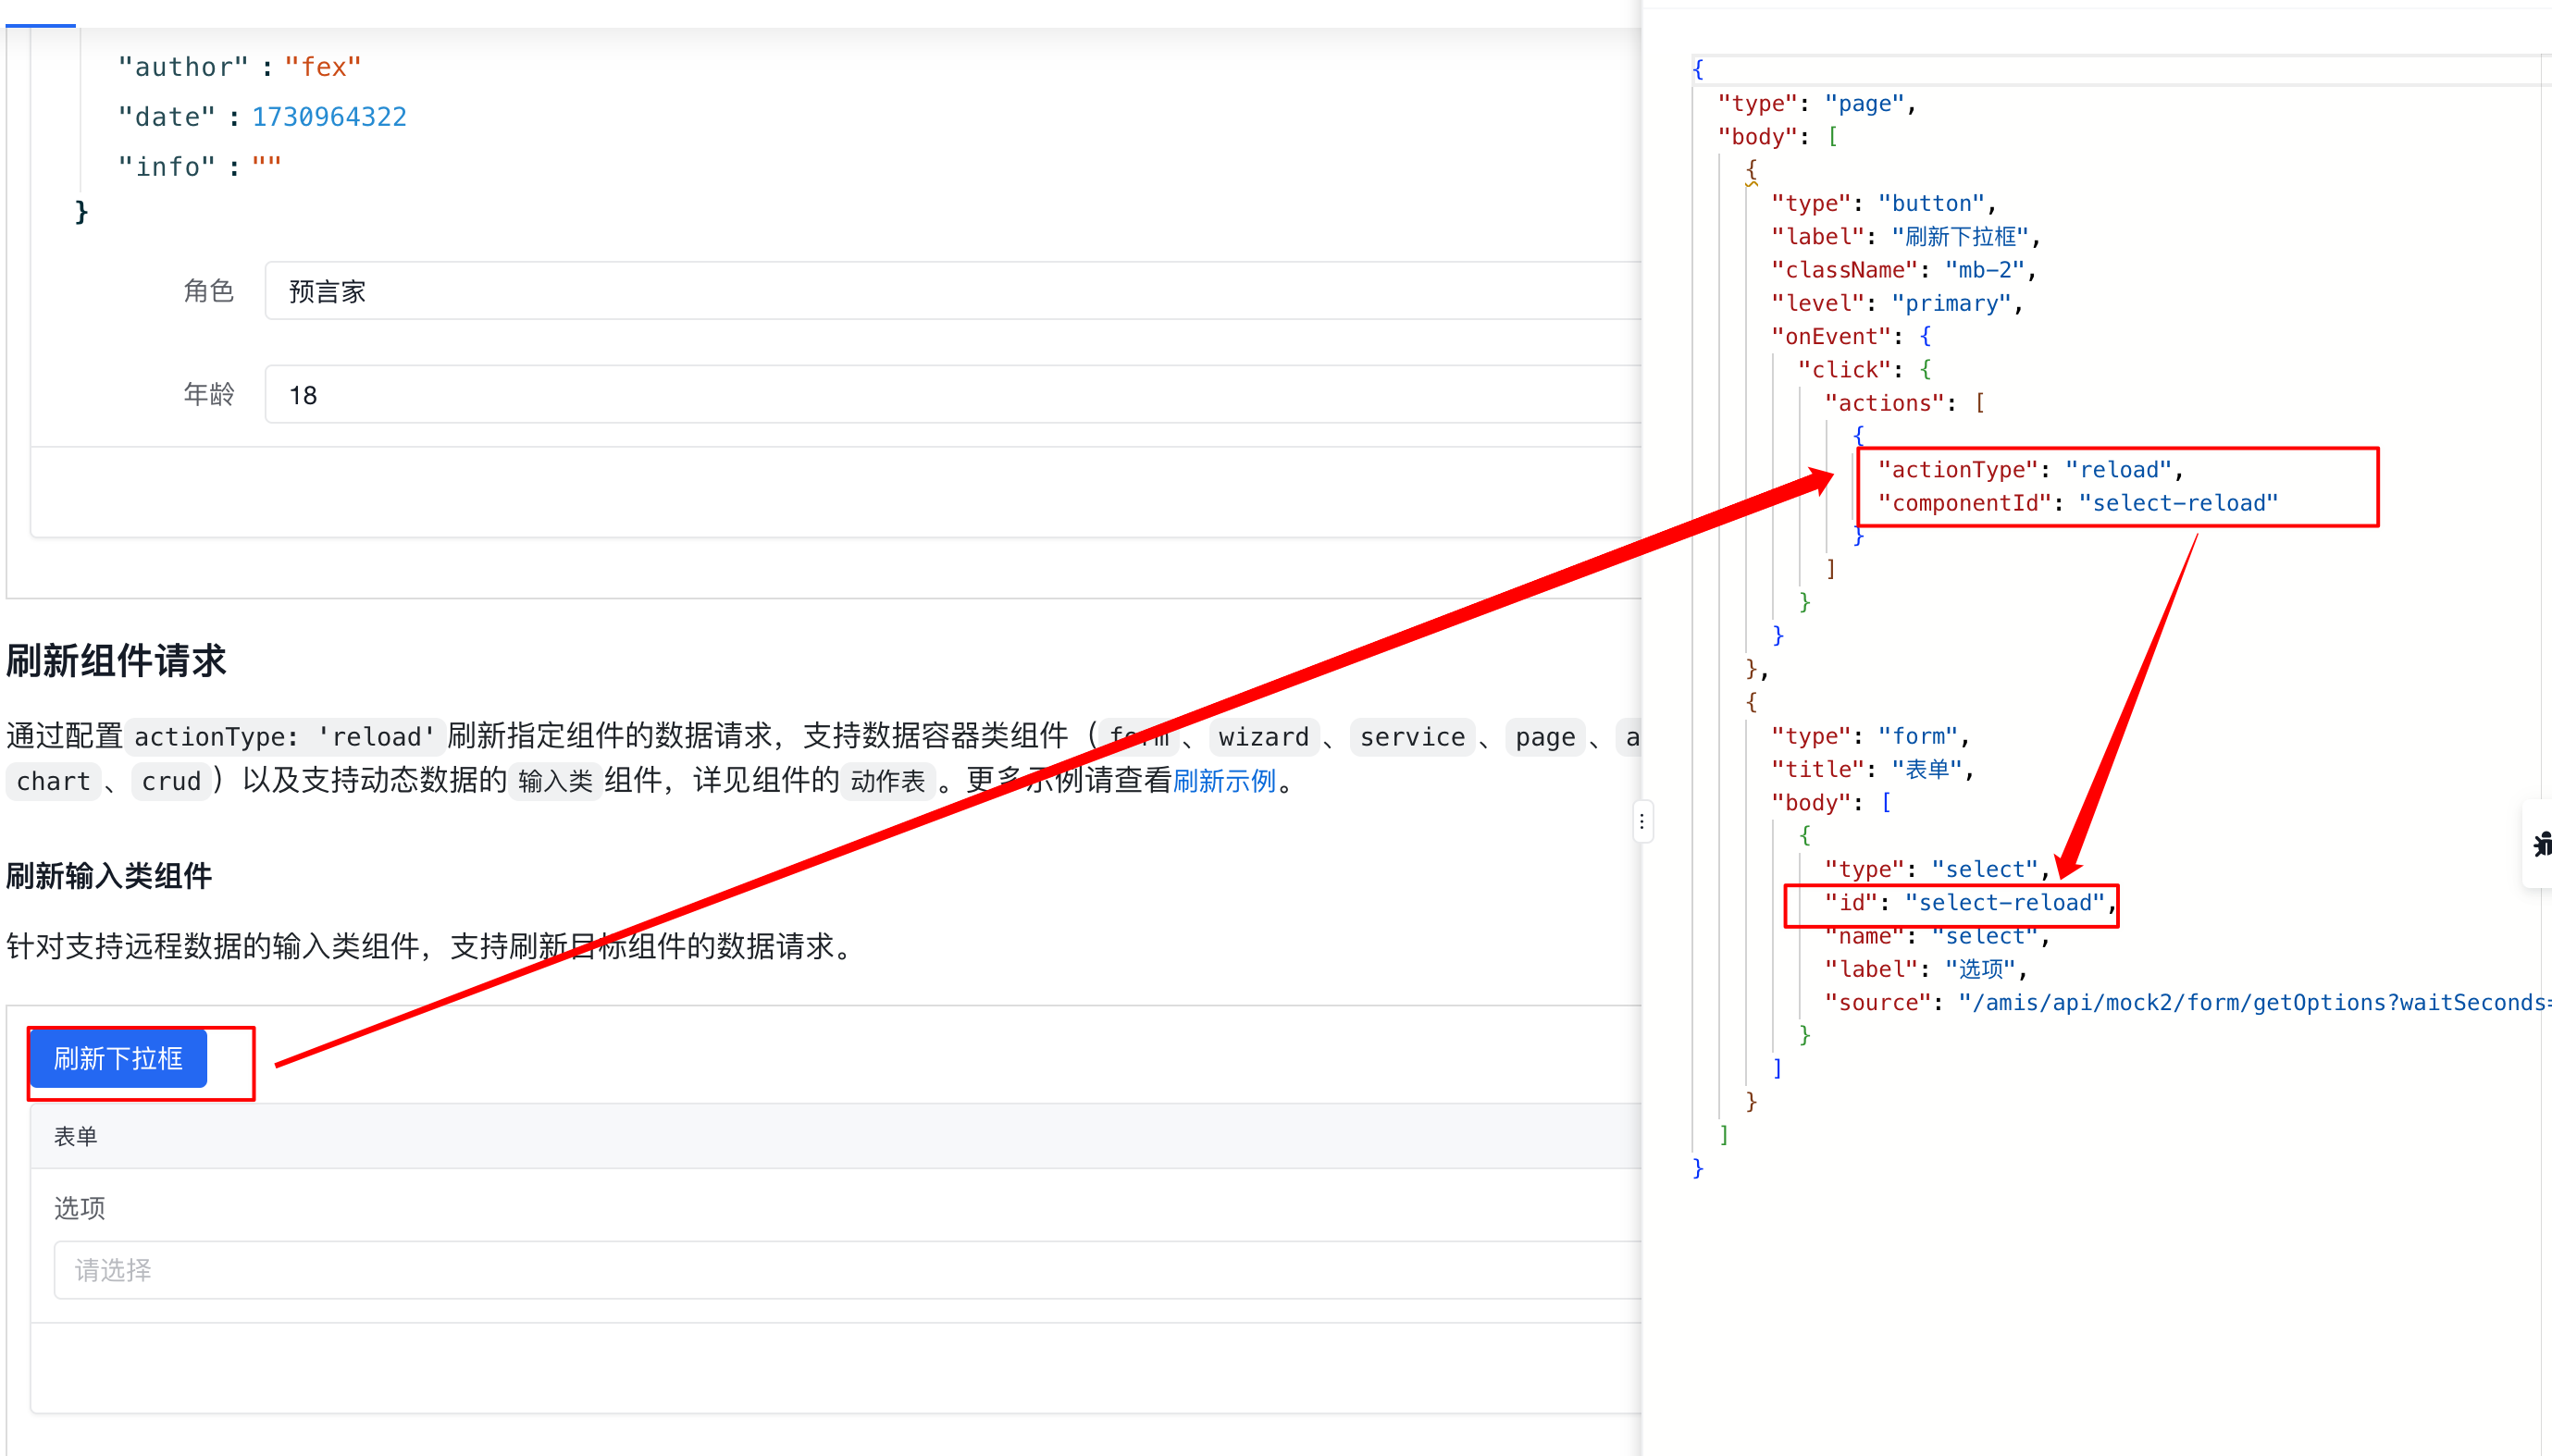 "author" : "fex"
"date" : 1730964322
"info" : ""
}
角色 预言家
年龄 18
刷新组件请求
通过配置 actionType: 'reload' 刷新指定组件的数据请求，支持数据容器类组件（ form 、 wizard 、 service 、 page 、 a
chart 、 crud ）以及支持动态数据的 输入类 组件，详见组件的 动作表 。更多示例请查看刷新示例。
刷新输入类组件
针对支持远程数据的输入类组件，支持刷新目标组件的数据请求。
刷新下拉框
表单
选项
请选择
{
"type": "page",
"body": [
{
"type": "button",
"label": "刷新下拉框",
"className": "mb-2",
"level": "primary",
"onEvent": {
"click": {
"actions": [
{
"actionType": "reload",
"componentId": "select-reload"
}
]
}
}
},
{
"type": "form",
"title": "表单",
"body": [
{
"type": "select",
"id": "select-reload",
"name": "select",
"label": "选项",
"source": "/amis/api/mock2/form/getOptions?waitSeconds=
}
]
}
]
}